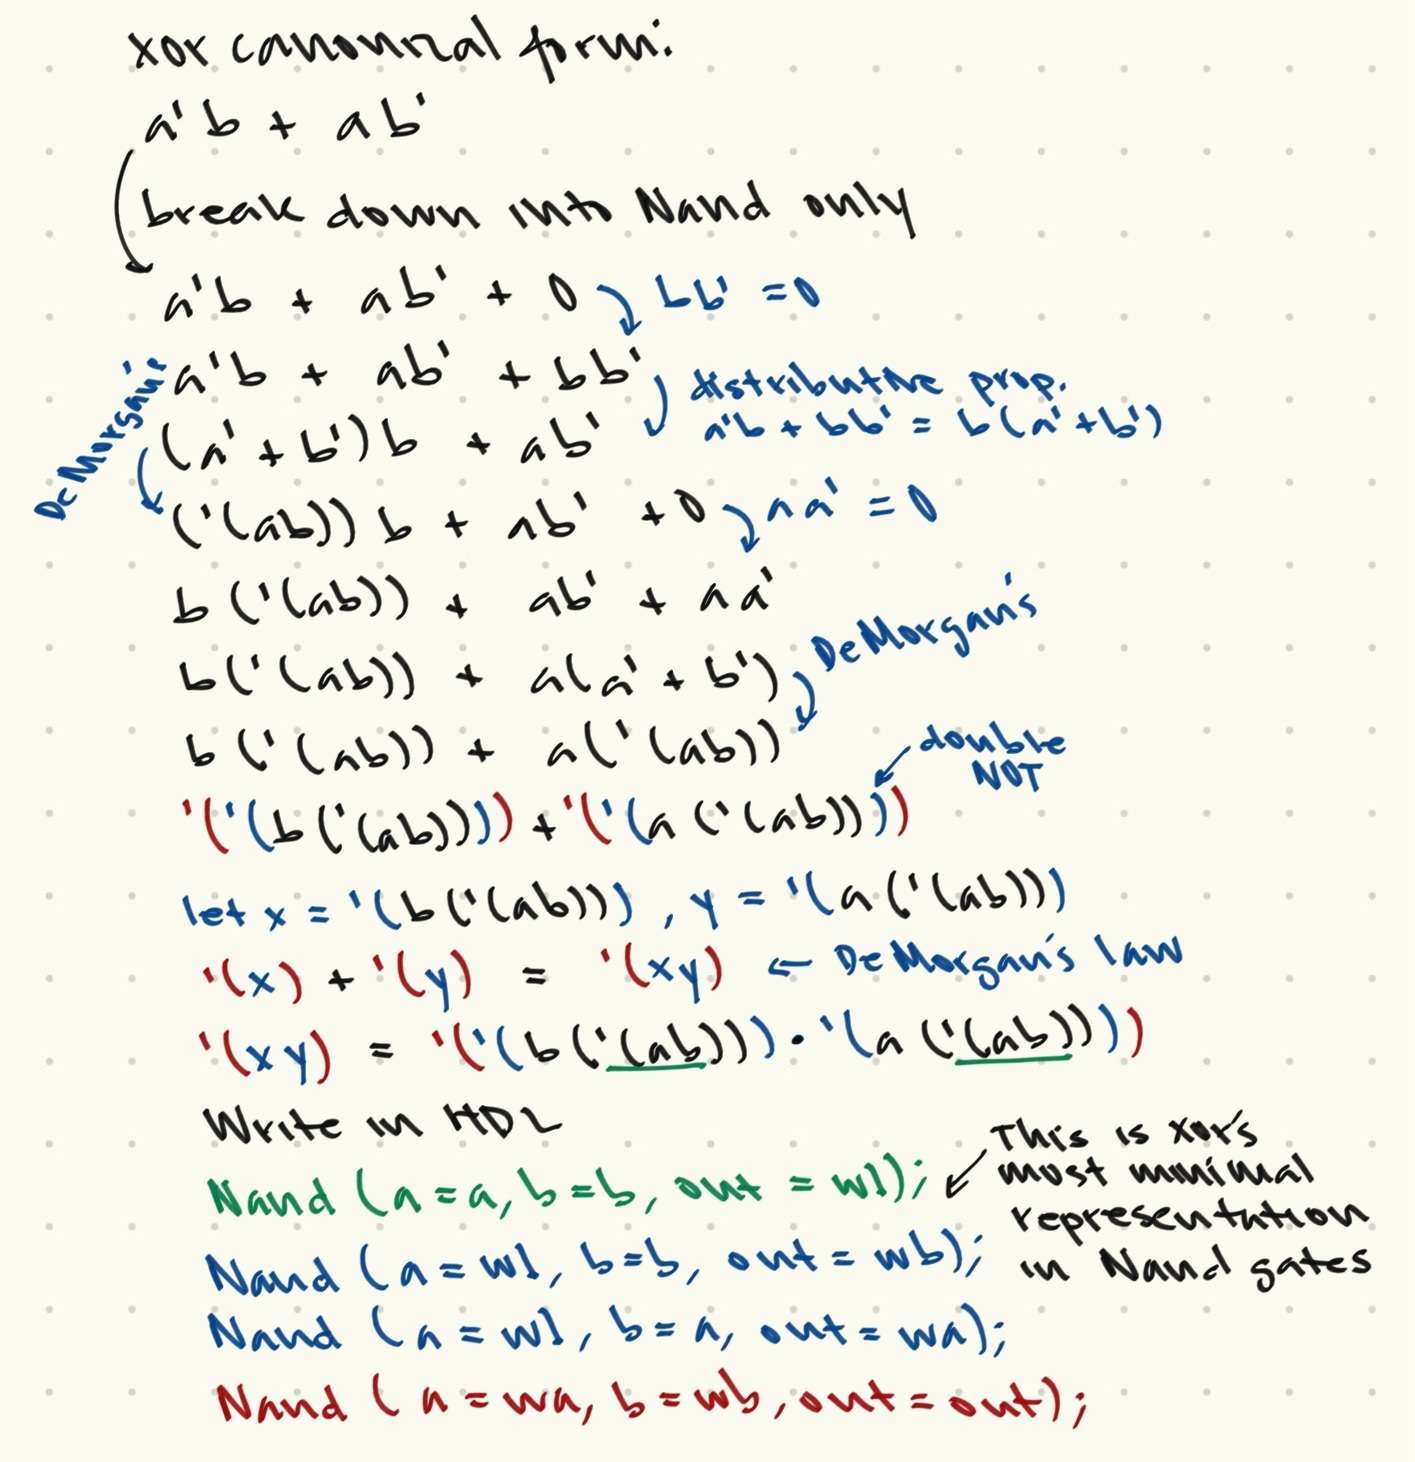 xor canonical form:
a'b + ab'
break down into Nand only
a'b + ab' + 0
bb' = 0
a'b + ab' + bb'
distributive prop.
a'b + bb' = b(a'+b')
(a' + b')b + ab'
DeMorgan's
('(ab)) b + ab' + 0
aa' = 0
b ('(ab)) + ab' + aa'
b('(ab)) + a(a' + b')
DeMorgan's
b ('(ab)) + a('(ab))
double
NOT
'('(b('(ab)))) + '('(a ('(ab))))
let x = '(b('(ab))), y = '(a ('(ab)))
'(x) + '(y) = '(xy) ← DeMorgan's law
'(xy) = '('(b('(ab))) · '(a ('(ab))))
Write in HDL
This is xor's
most minimal
representation
in Nand gates
Nand (a=a, b=b, out = w1);
Nand (a = w1, b=b, out = wb);
Nand (a = w1, b = a, out = wa);
Nand ( a = wa, b = wb, out = out);